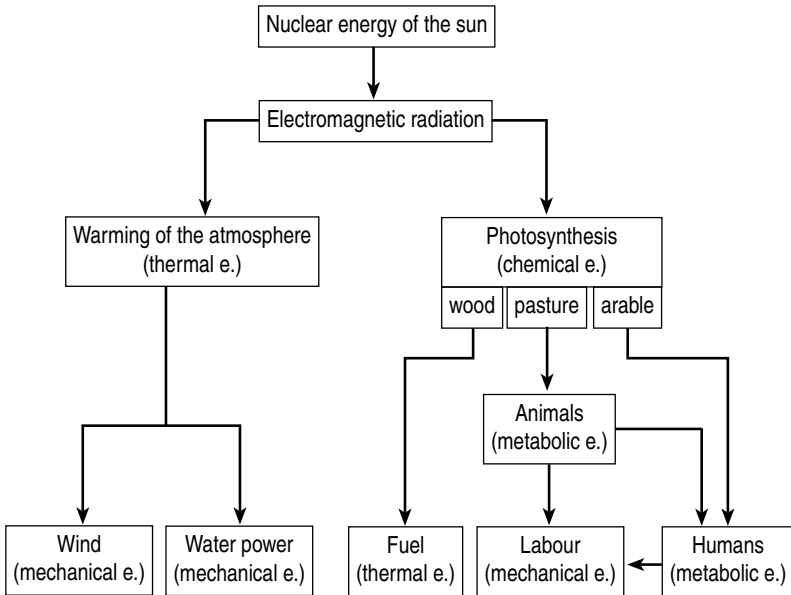 Nuclear energy of the sun
Electromagnetic radiation
Warming of the atmosphere
(thermal e.)
Photosynthesis
(chemical e.)
wood
pasture
arable
Animals
(metabolic e.)
Wind
(mechanical e.)
Water power
(mechanical e.)
Fuel
(thermal e.)
Labour
(mechanical e.)
Humans
(metabolic e.)